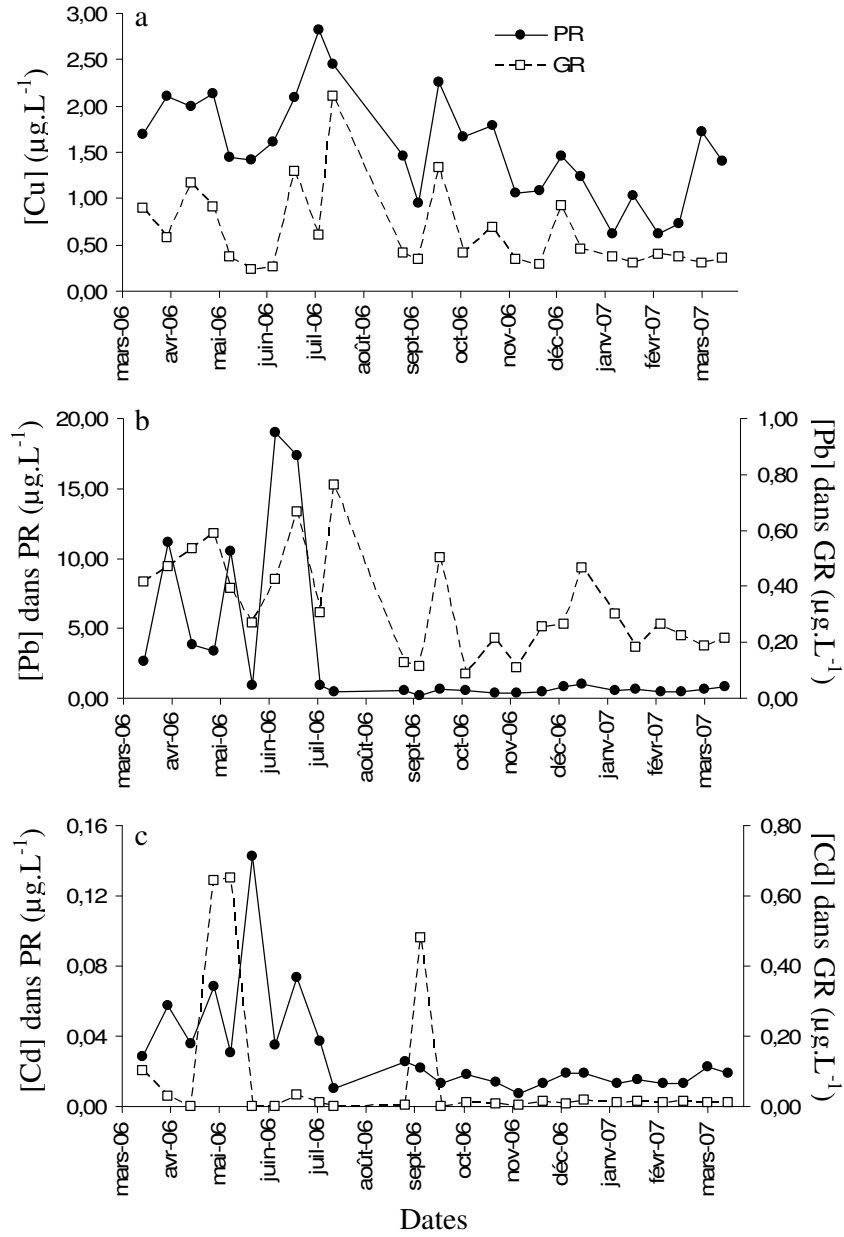 a
PR
GR
3,00
2,50
2,00
1,50
1,00
0,50
0,00
[Cu] (µg.L-1)
mars-06
avr-06
mai-06
juin-06
juil-06
août-06
sept-06
oct-06
nov-06
déc-06
janv-07
févr-07
mars-07
b
20,00
15,00
10,00
5,00
0,00
[Pb] dans PR (µg.L-1)
1,00
0,80
0,60
0,40
0,20
0,00
[Pb] dans GR (µg.L-1)
mars-06
avr-06
mai-06
juin-06
juil-06
août-06
sept-06
oct-06
nov-06
déc-06
janv-07
févr-07
mars-07
c
0,16
0,12
0,08
0,04
0,00
[Cd] dans PR (µg.L-1)
0,80
0,60
0,40
0,20
0,00
[Cd] dans GR (µg.L-1)
mars-06
avr-06
mai-06
juin-06
juil-06
août-06
sept-06
oct-06
nov-06
déc-06
janv-07
févr-07
mars-07
Dates